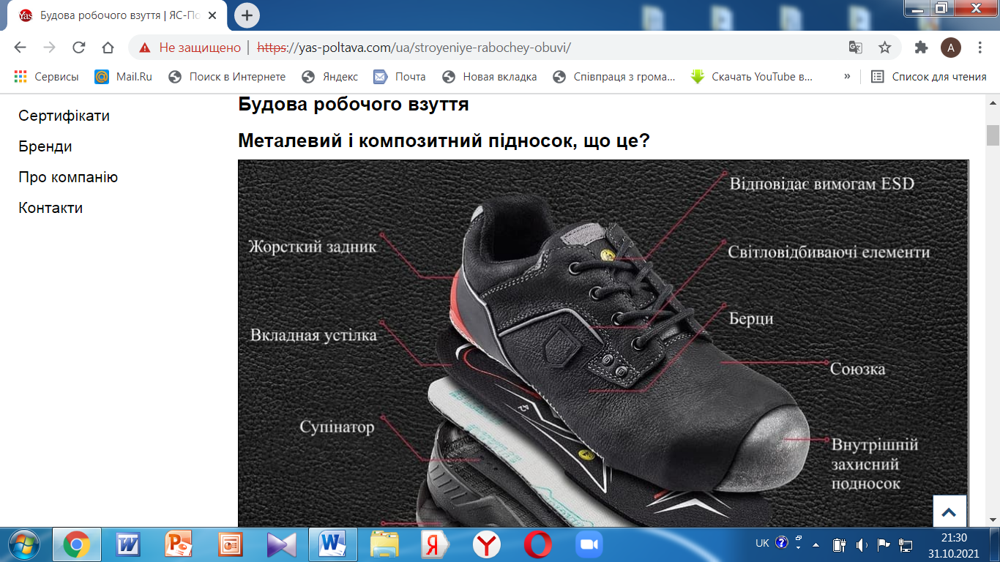 Будова робочого взуття | ЯС-По
Не защищено | https://yas-poltava.com/ua/stroyeniye-rabochey-obuvi/
A
Сервисы
Mail.Ru
Поиск в Интернете
Яндекс
Почта
Новая вкладка
Співпраця з грома...
Скачать YouTube в...
»
Список для чтения
Сертифікати
Бренди
Про компанію
Контакти
Будова робочого взуття
Металевий і композитний підносок, що це?
Відповідає вимогам ESD
Жорсткий задник
Світловідбиваючі елементи
Берци
Вкладная устілка
Союзка
Супінатор
Внутрішній
захисний
подносок
42
UK
21:30
31.10.2021